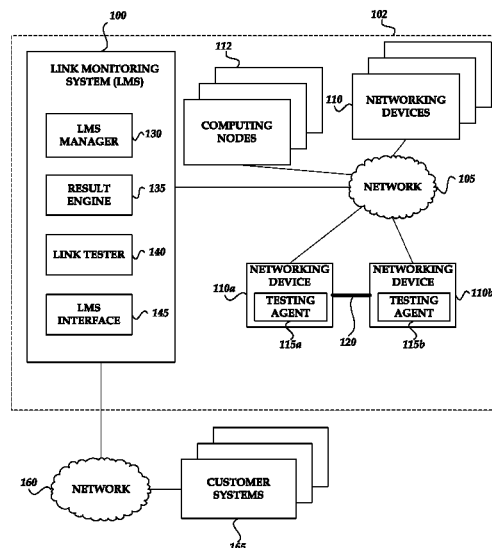 100
102
LINK MONITORING
SYSTEM (LMS)
112
110
NETWORKING
DEVICES
COMPUTING
NODES
LMS
MANAGER
130
NETWORK
105
RESULT
ENGINE
135
LINK TESTER
140
NETWORKING
DEVICE
110a
TESTING
AGENT
115a
120
NETWORKING
DEVICE
110b
TESTING
AGENT
115b
LMS
INTERFACE
145
160
NETWORK
CUSTOMER
SYSTEMS
165